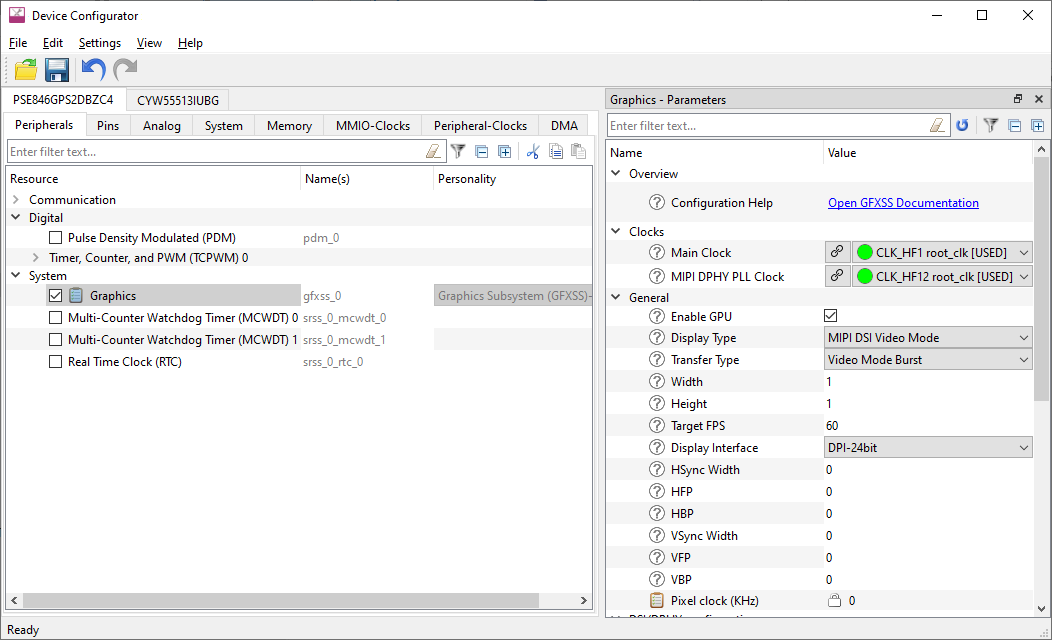 Device Configurator
File Edit Settings View Help
PSE846GPS2DBZC4 CYW55513IUBG
Peripherals Pins Analog System Memory MMIO-Clocks Peripheral-Clocks DMA
Enter filter text...
Resource Name(s) Personality
Communication
Digital
Pulse Density Modulated (PDM) pdm_0
Timer, Counter, and PWM (TCPWM) 0
System
Graphics gfxss_0 Graphics Subsystem (GFXSS)-
Multi-Counter Watchdog Timer (MCWDT) 0 srss_0_mcwdt_0
Multi-Counter Watchdog Timer (MCWDT) 1 srss_0_mcwdt_1
Real Time Clock (RTC) srss_0_rtc_0
Graphics - Parameters
Enter filter text...
Name Value
Overview
Configuration Help Open GFXSS Documentation
Clocks
Main Clock CLK_HF1 root_clk [USED]
MIPI DPHY PLL Clock CLK_HF12 root_clk [USED]
General
Enable GPU
Display Type MIPI DSI Video Mode
Transfer Type Video Mode Burst
Width 1
Height 1
Target FPS 60
Display Interface DPI-24bit
HSync Width 0
HFP 0
HBP 0
VSync Width 0
VFP 0
VBP 0
Pixel clock (KHz) 0
Ready